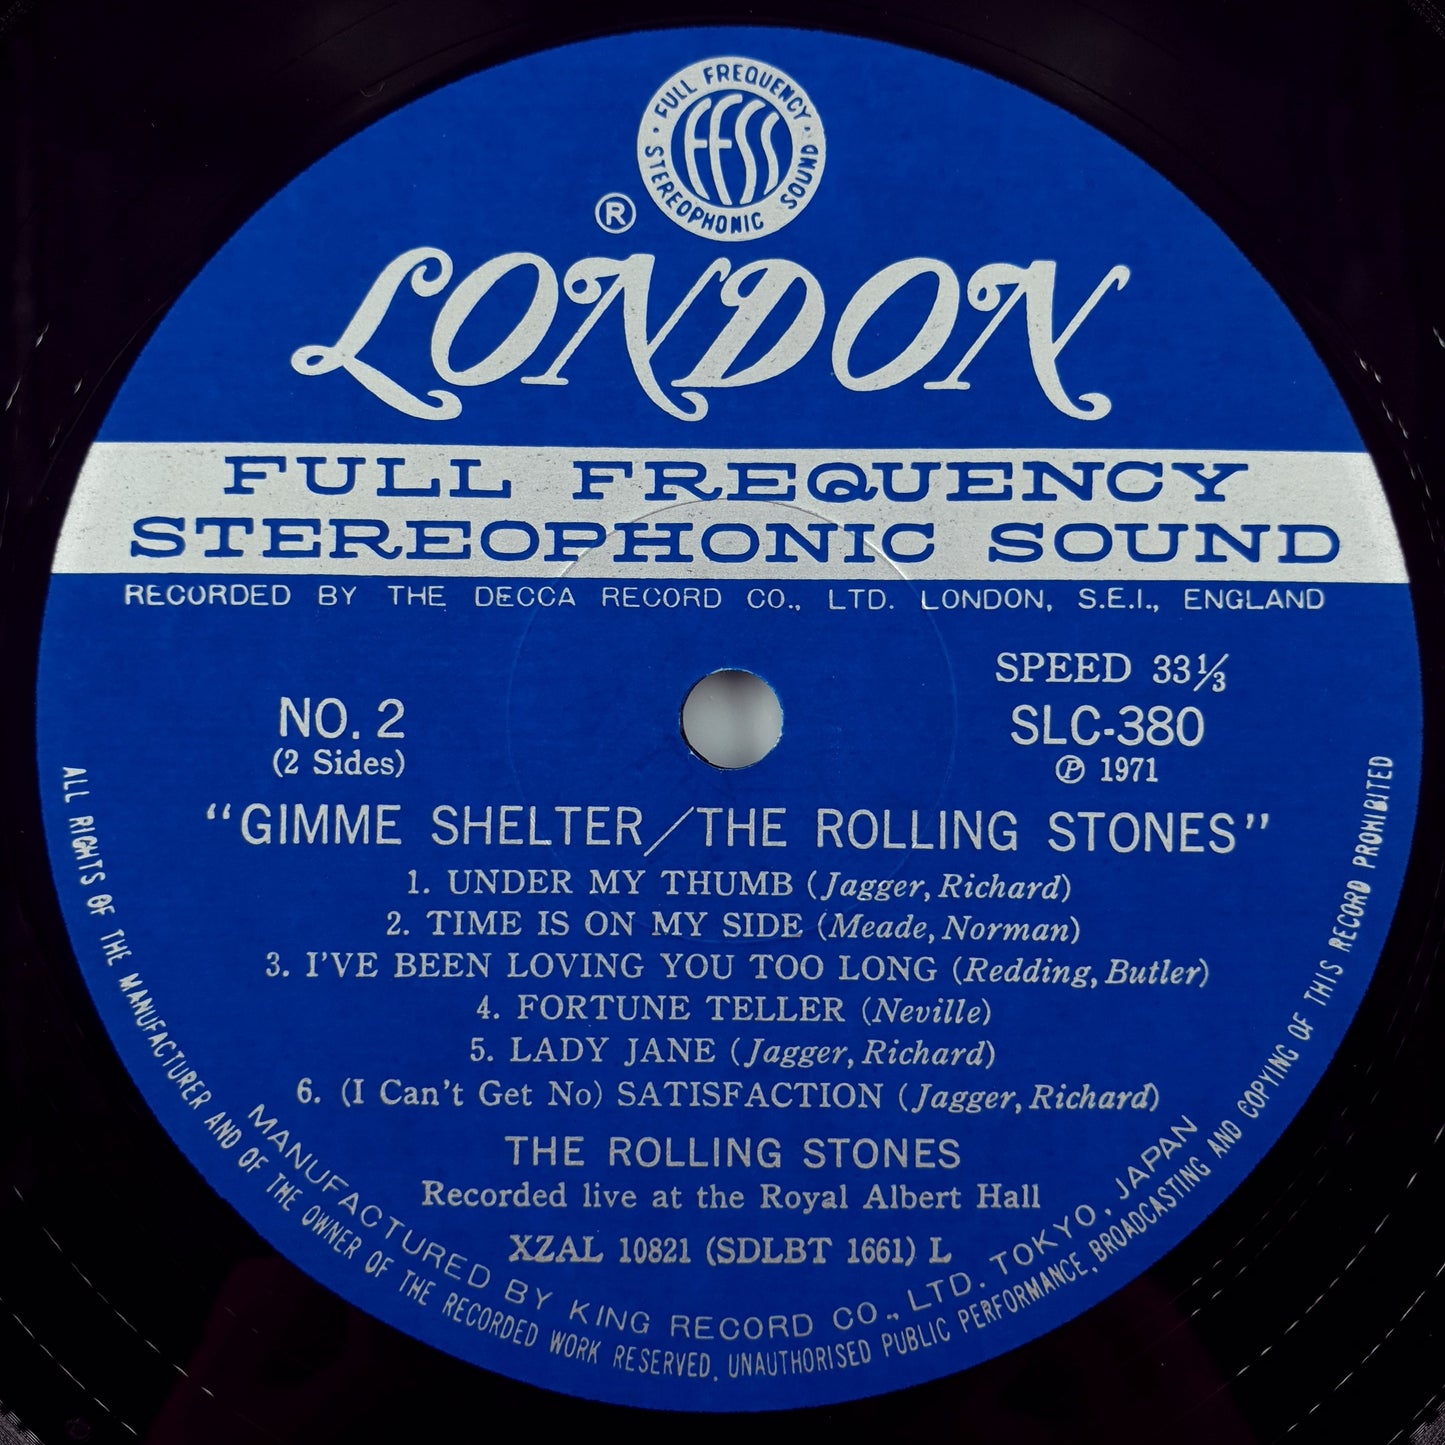 FULL FREQUENCY
STEREOPHONIC SOUND
FFSS
®
LONDON
FULL FREQUENCY
STEREOPHONIC SOUND
RECORDED BY THE DECCA RECORD CO., LTD. LONDON, S.E.I., ENGLAND
SPEED 33⅓
NO. 2
SLC-380
(2 Sides)
℗ 1971
"GIMME SHELTER/THE ROLLING STONES"
1. UNDER MY THUMB (Jagger, Richard)
2. TIME IS ON MY SIDE (Meade, Norman)
3. I'VE BEEN LOVING YOU TOO LONG (Redding, Butler)
4. FORTUNE TELLER (Neville)
5. LADY JANE (Jagger, Richard)
6. (I Can't Get No) SATISFACTION (Jagger, Richard)
THE ROLLING STONES
Recorded live at the Royal Albert Hall
XZAL 10821 (SDLBT 1661) L
MANUFACTURED BY KING RECORD CO., LTD. TOKYO, JAPAN
ALL RIGHTS OF THE MANUFACTURER AND OF THE OWNER OF THE RECORDED WORK RESERVED. UNAUTHORISED PUBLIC PERFORMANCE, BROADCASTING AND COPYING OF THIS RECORD PROHIBITED